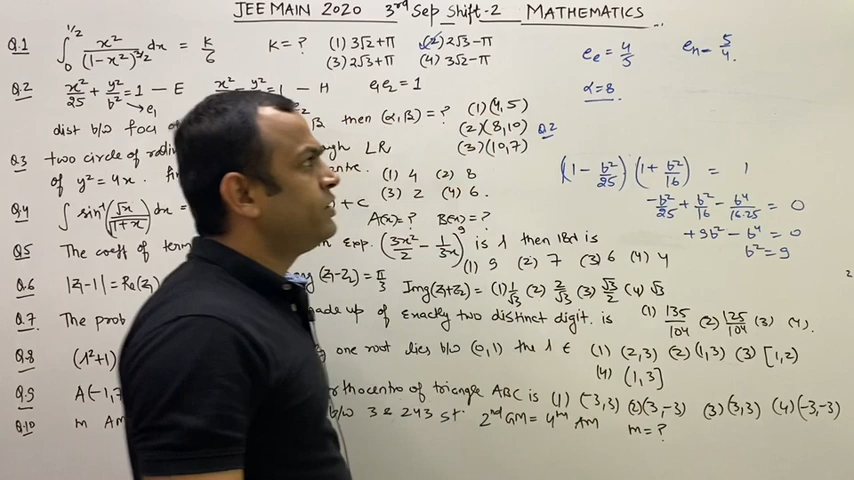 JEE MAIN 2020 3rd Sep Shift-2 MATHEMATICS
Q.1 ∫₀^{1/2} x²/(1-x²)^{3/2} dx = k/6 K=? (1) 3√2+π (2) 2√3-π
(3) 2√3+π (4) 3√2-π
Q.2 x²/25 + y²/b² = 1 — E = 1 — H e₁e₂ = 1
→ e₁
dist b/w foci of then (α,β) = ? (1) (4,5)
(2) (8,10)
(3) (10,7)
Q.3 two circle of LR
of y² = 4x. (1) 4 (2) 8
(3) 2 (4) 6.
Q.4 ∫ sin⁻¹(√x/√(1+x)) dx = + C
A(x)=? B(x)=?
Q5 The coeff of term exp. (3x²/2 - 1/3x)⁹ is λ then 18λ is
(1) 9 (2) 7 (3) 6 (4) 4
Q.6 |z₁-1| = Re(z₁) (z₁-z₂) = π/3 Img(z₁+z₂) = (1) 1/√3 (2) 2/√3 (3) √3/2 (4) √3
Q.7 The prob made up of exactly two distinct digit. is (1) 135/104 (2) 125/104 (3) (4).
Q.8 (λ²+1) one root lies b/w (0,1) the λ ∈ (1) (2,3) (2) (1,3) (3) [1,2)
(4) (1,3]
Q.9 A(-1,7 orthocentro of triangle ABC is (1) (-3,3) (2) (3,-3) (3) (3,3) (4) (-3,-3)
Q.10 m AM b/w 3 & 243 st. 2nd GM = 4th AM m=?
e_e = 4/5 e_H = 5/4.
α=8
Q2
(1 - b²/25)(1 + b²/16) = 1
-b²/25 + b²/16 - b⁴/16.25 = 0
+9b² - b⁴ = 0
b² = 9